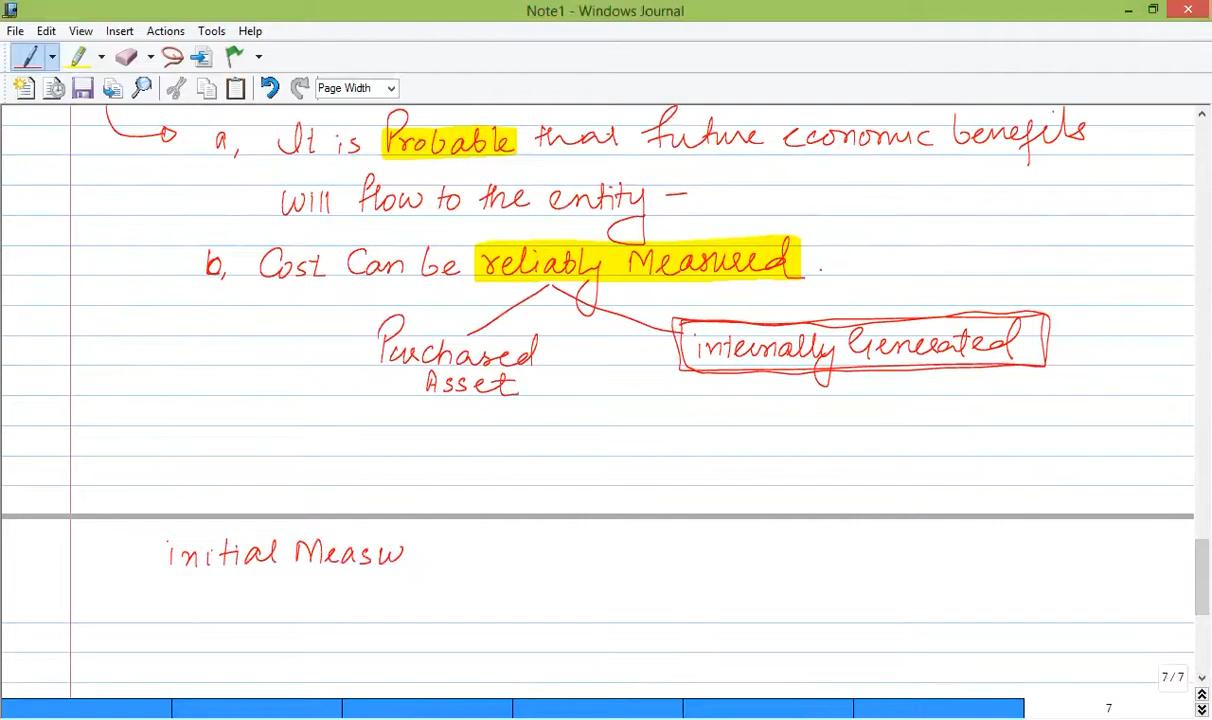 Note1 - Windows Journal
File Edit View Insert Actions Tools Help
Page Width
a, It is Probable that future economic benefits
will flow to the entity -
b, Cost Can be reliably Measured.
Purchased Asset
internally Generated
initial Measu
7 / 7
7